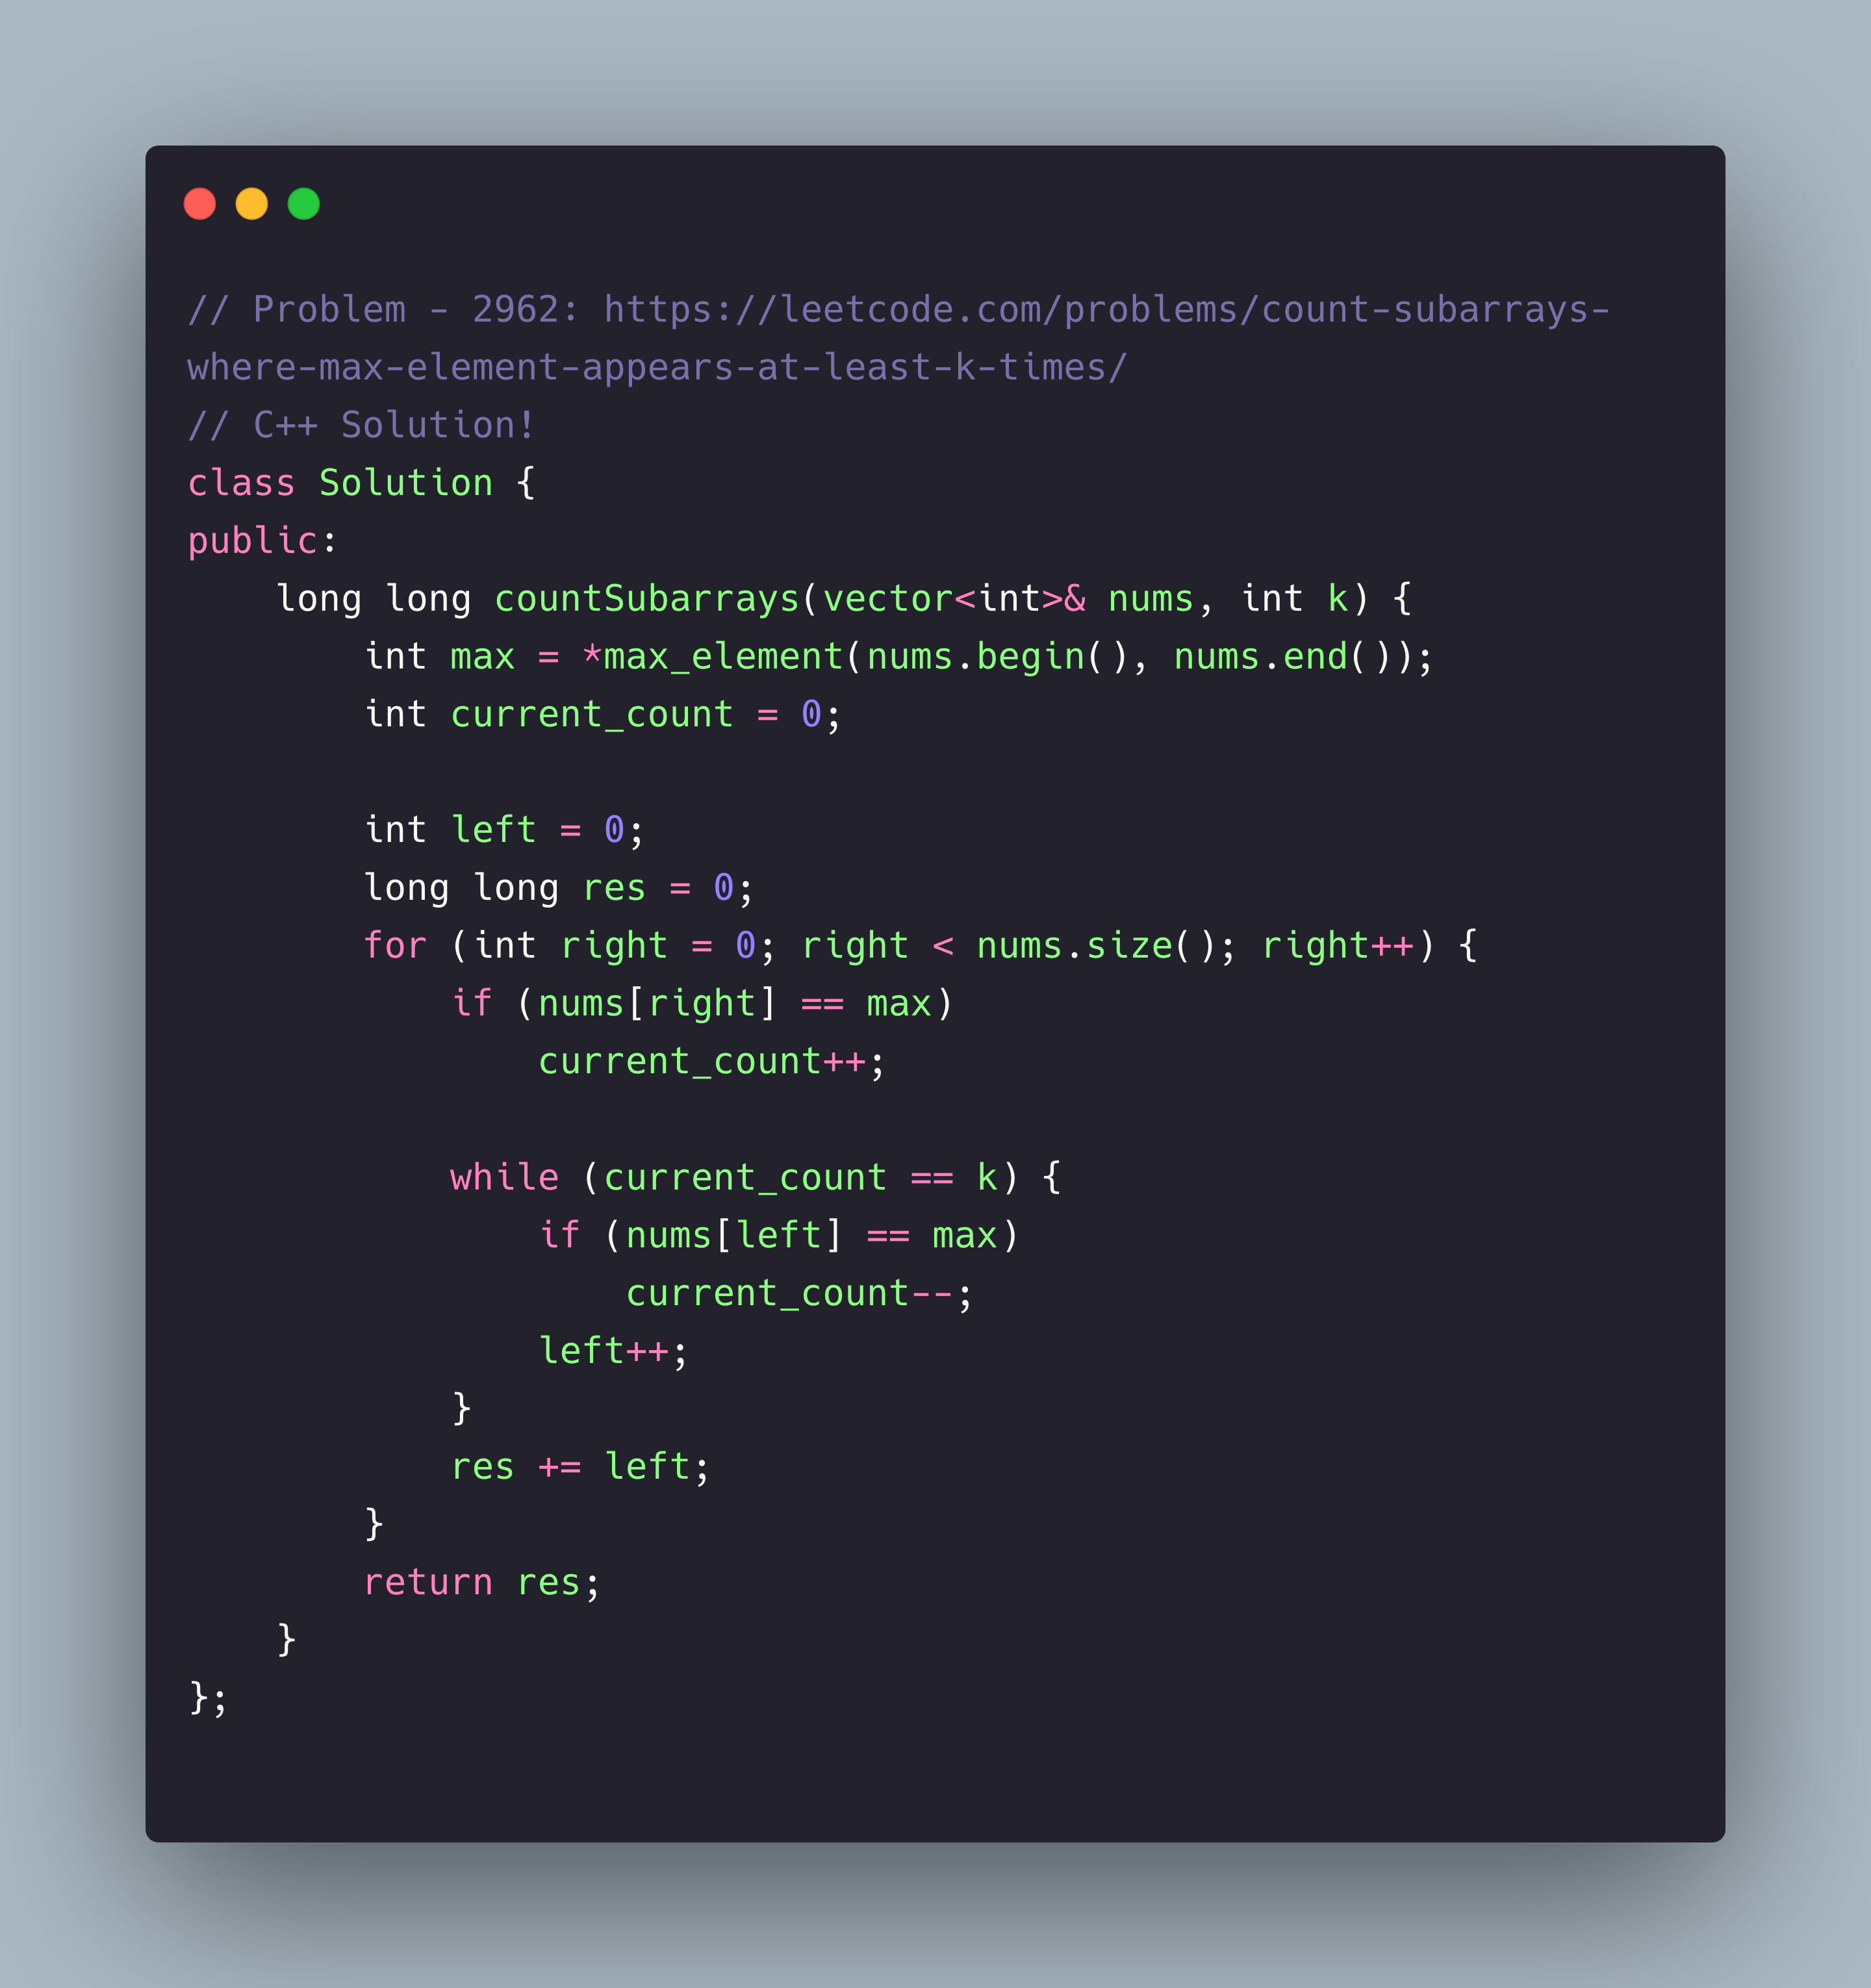 // Problem - 2962: https://leetcode.com/problems/count-subarrays-
where-max-element-appears-at-least-k-times/
// C++ Solution!
class Solution {
public:
    long long countSubarrays(vector<int>& nums, int k) {
        int max = *max_element(nums.begin(), nums.end());
        int current_count = 0;

        int left = 0;
        long long res = 0;
        for (int right = 0; right < nums.size(); right++) {
            if (nums[right] == max)
                current_count++;

            while (current_count == k) {
                if (nums[left] == max)
                    current_count--;
                left++;
            }
            res += left;
        }
        return res;
    }
};